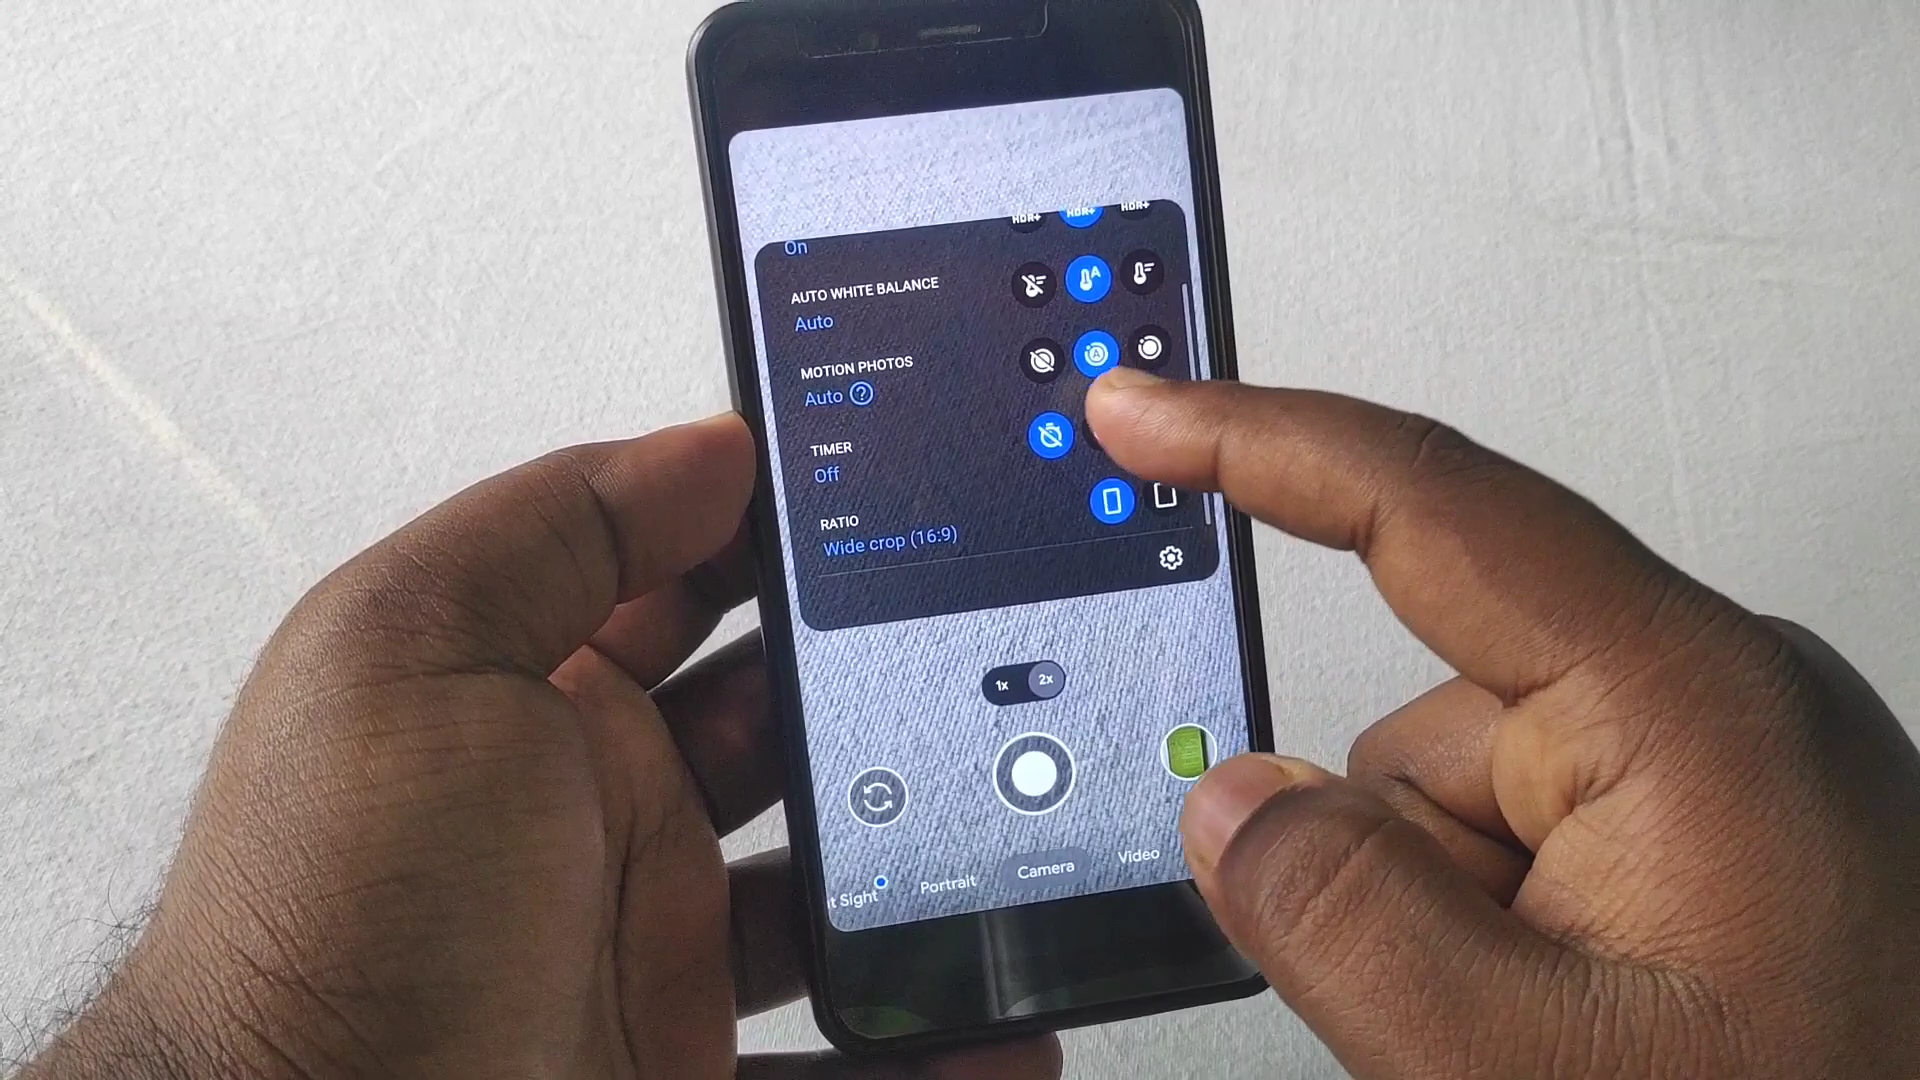 HDR+ HDR+ HDR+
On
AUTO WHITE BALANCE
Auto
A
MOTION PHOTOS
Auto ?
A
TIMER
Off
RATIO
Wide crop (16:9)
1x 2x
t Sight Portrait Camera Video